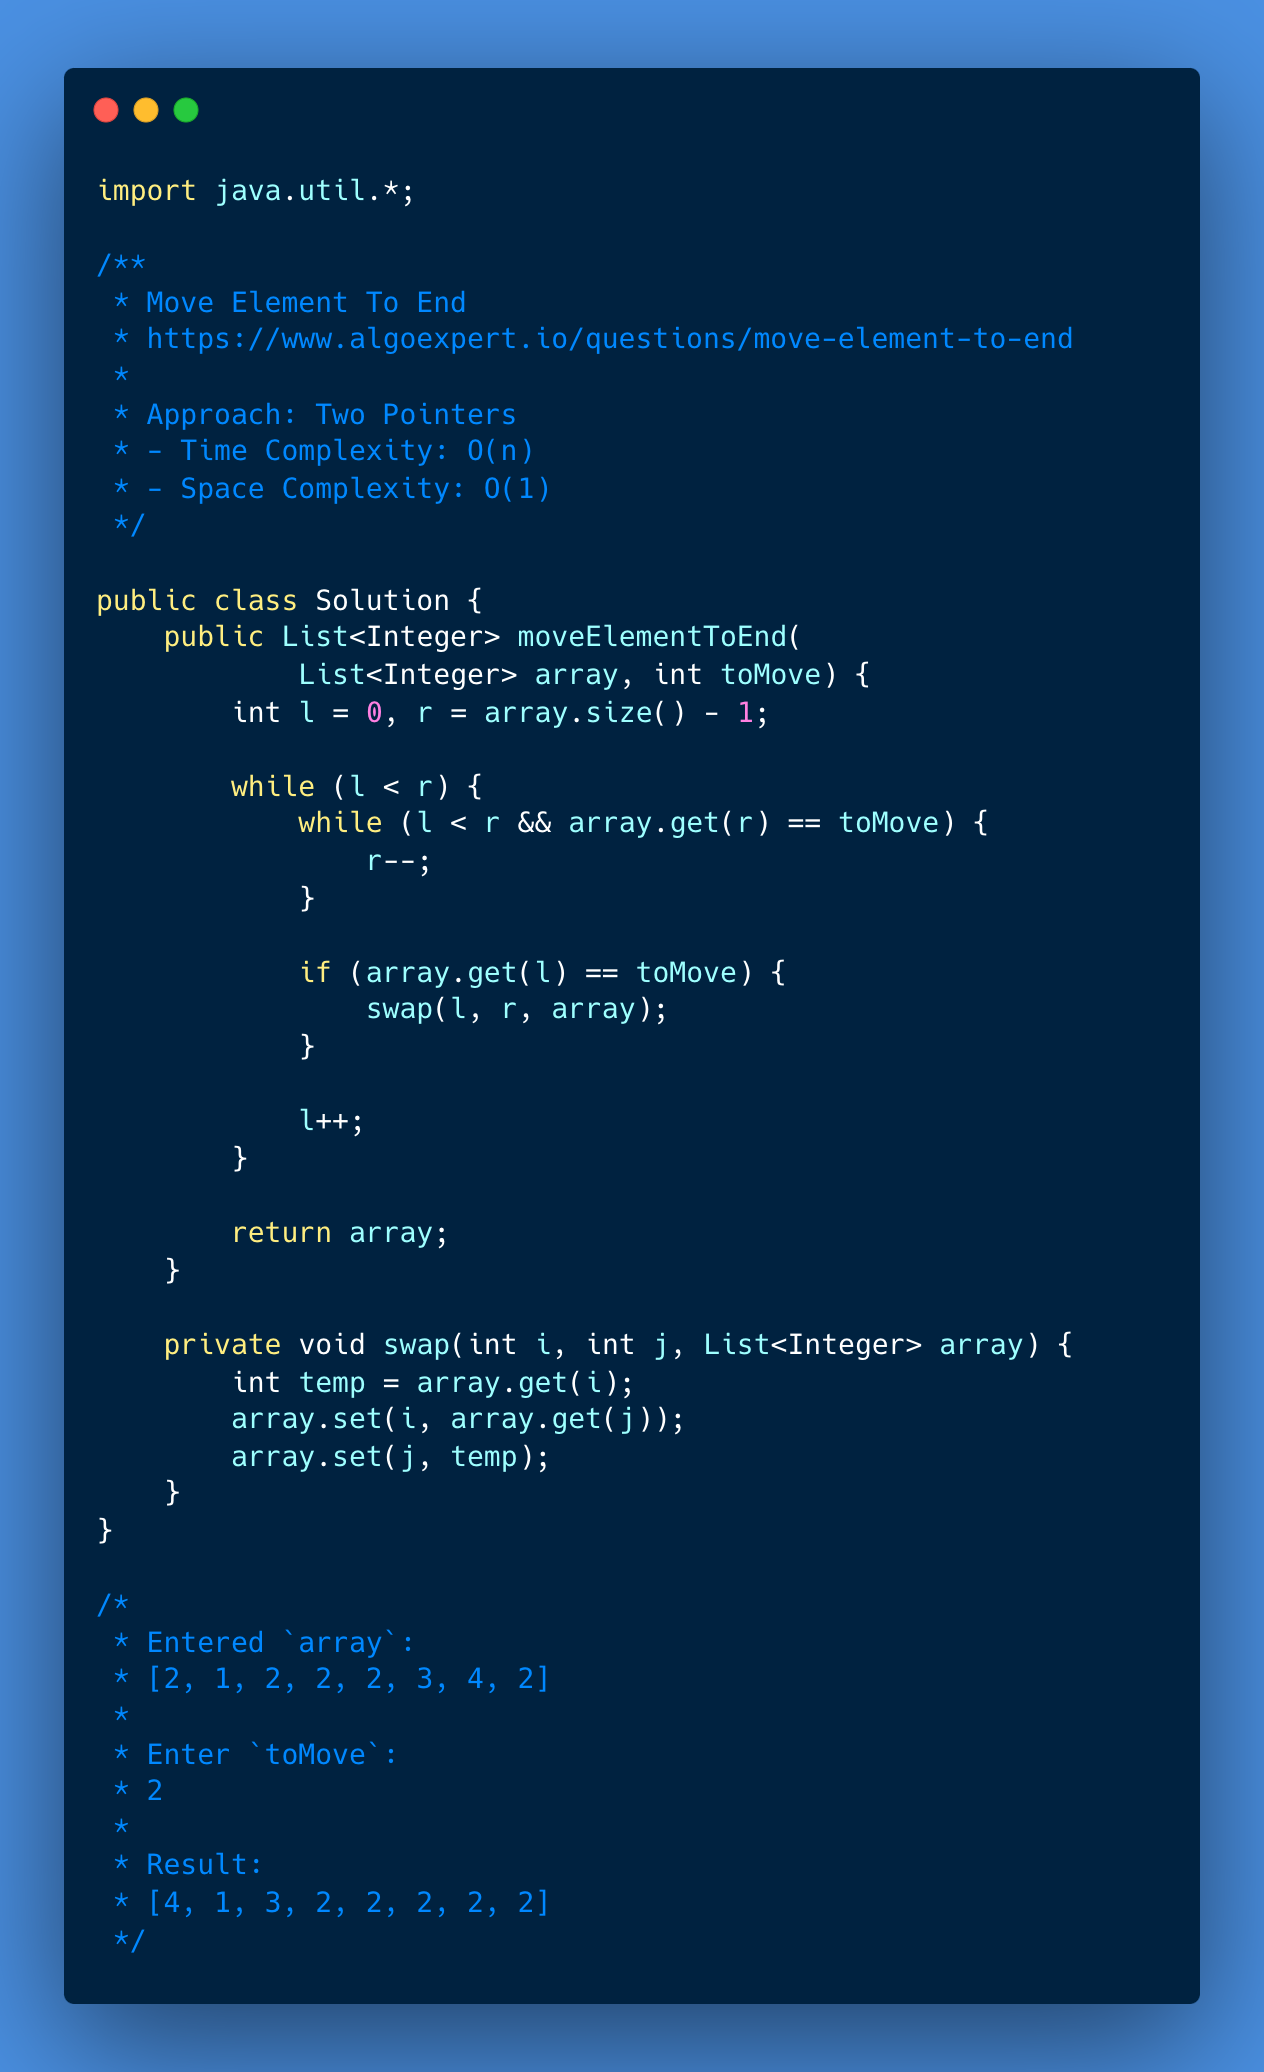 import java.util.*;

/**
 * Move Element To End
 * https://www.algoexpert.io/questions/move-element-to-end
 *
 * Approach: Two Pointers
 * - Time Complexity: O(n)
 * - Space Complexity: O(1)
 */

public class Solution {
    public List<Integer> moveElementToEnd(
            List<Integer> array, int toMove) {
        int l = 0, r = array.size() - 1;

        while (l < r) {
            while (l < r && array.get(r) == toMove) {
                r--;
            }

            if (array.get(l) == toMove) {
                swap(l, r, array);
            }

            l++;
        }

        return array;
    }

    private void swap(int i, int j, List<Integer> array) {
        int temp = array.get(i);
        array.set(i, array.get(j));
        array.set(j, temp);
    }
}

/*
 * Entered `array`:
 * [2, 1, 2, 2, 2, 3, 4, 2]
 *
 * Enter `toMove`:
 * 2
 *
 * Result:
 * [4, 1, 3, 2, 2, 2, 2, 2]
 */